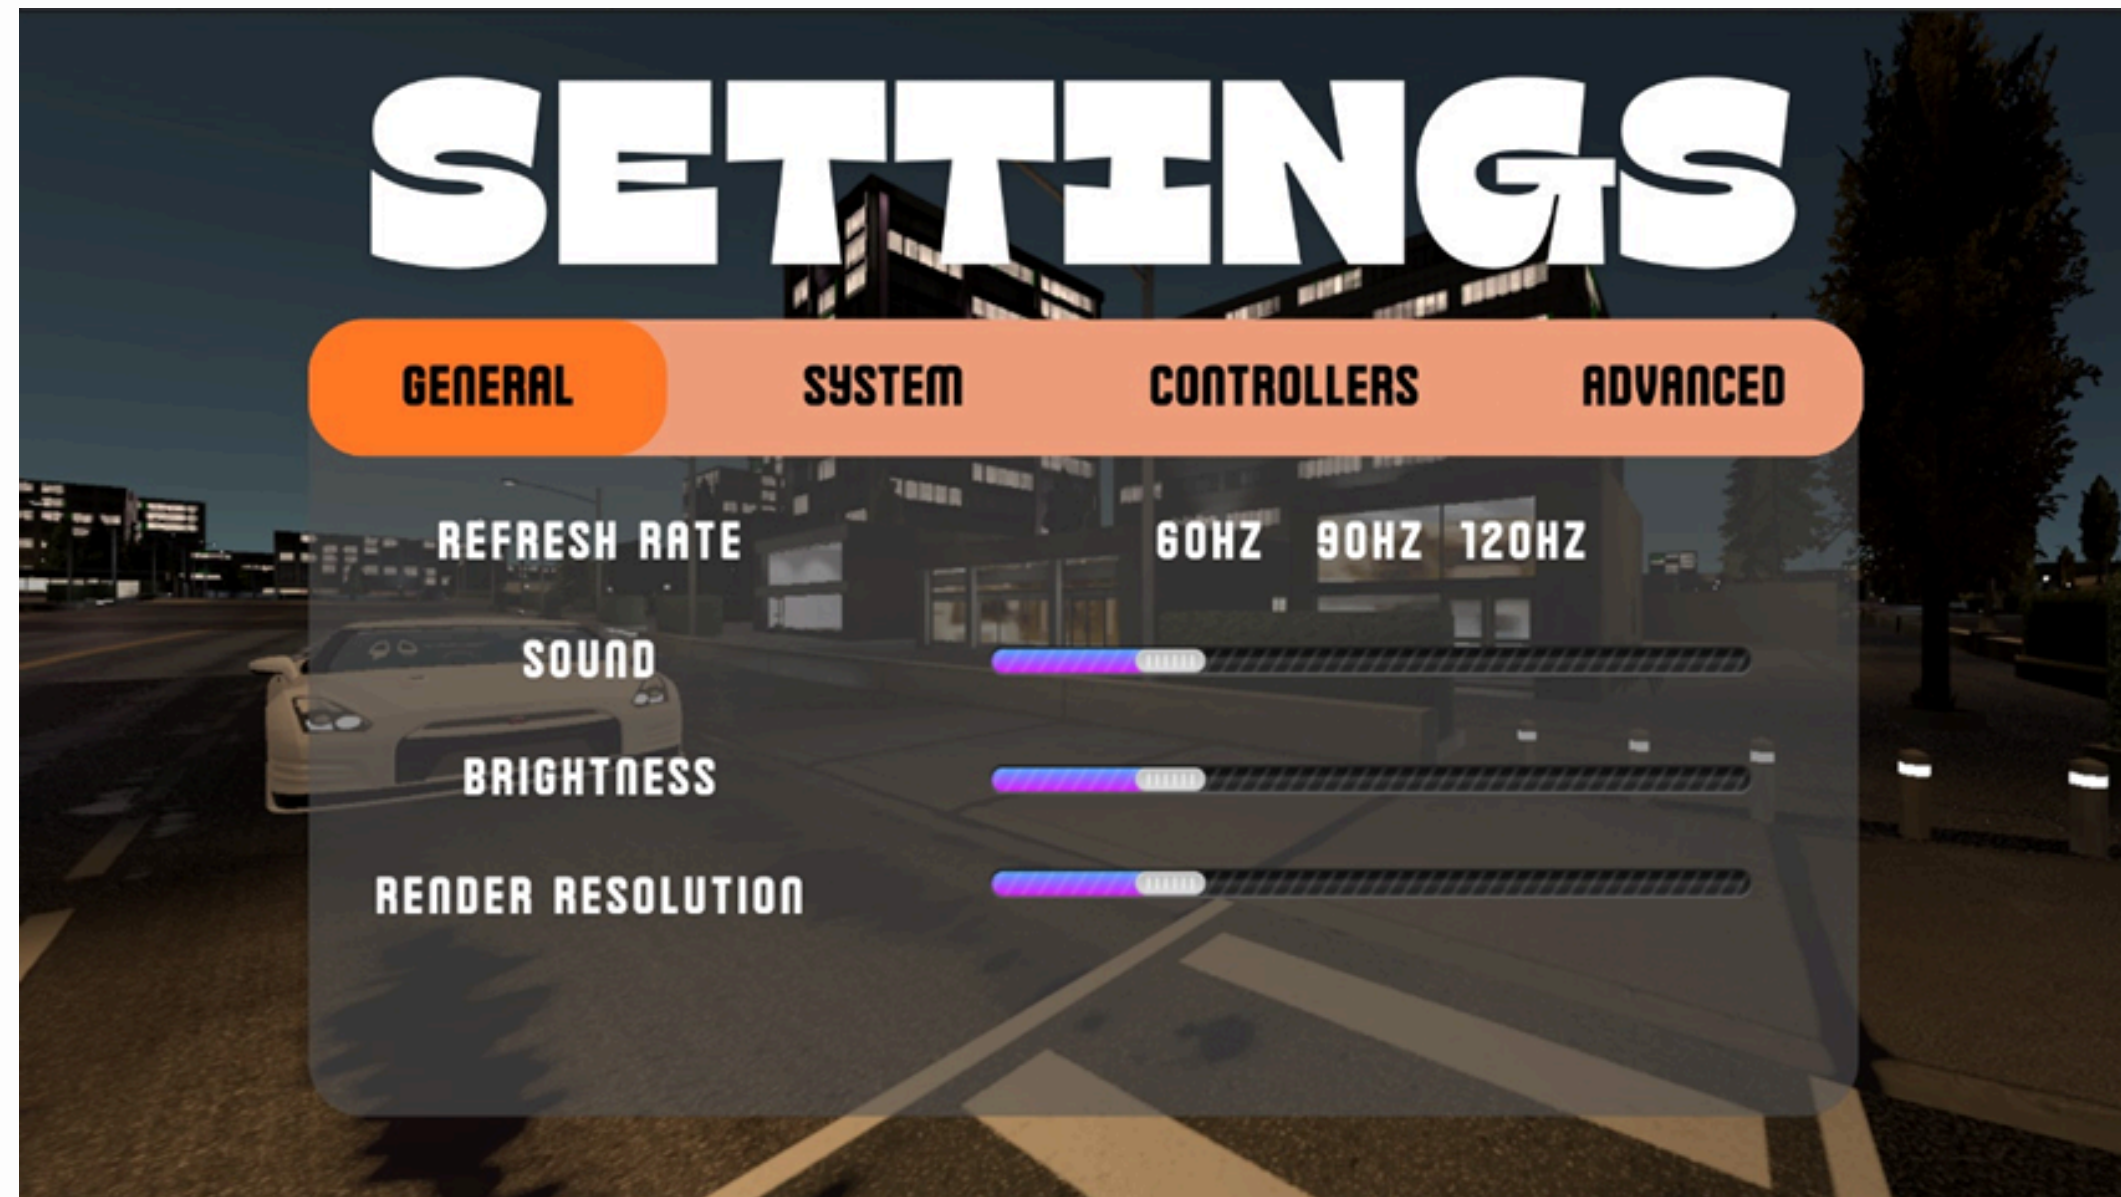 SETTINGS
GENERAL SYSTEM CONTROLLERS ADVANCED
REFRESH RATE 60HZ 90HZ 120HZ
SOUND
BRIGHTNESS
RENDER RESOLUTION